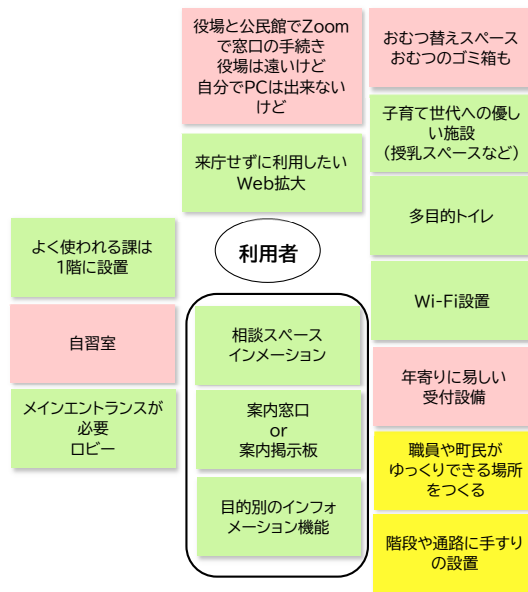 役場と公民館でZoom
で窓口の手続き
役場は遠いけど
自分でPCは出来ない
けど
おむつ替えスペース
おむつのゴミ箱も
来庁せずに利用したい
Web拡大
子育て世代への優し
い施設
（授乳スペースなど）
多目的トイレ
よく使われる課は
1階に設置
利用者
Wi-Fi設置
自習室
相談スペース
インメーション
年寄りに易しい
受付設備
メインエントランスが
必要
ロビー
案内窓口
or
案内掲示板
職員や町民が
ゆっくりできる場所
をつくる
目的別のインフォ
メーション機能
階段や通路に手すり
の設置